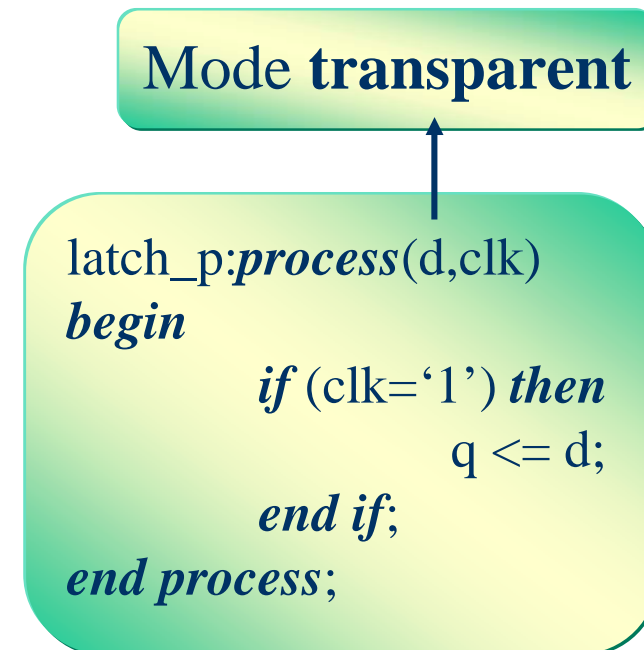 Mode transparent
latch_p:process(d,clk)
begin
if (clk=‘1’) then
q <= d;
end if;
end process;